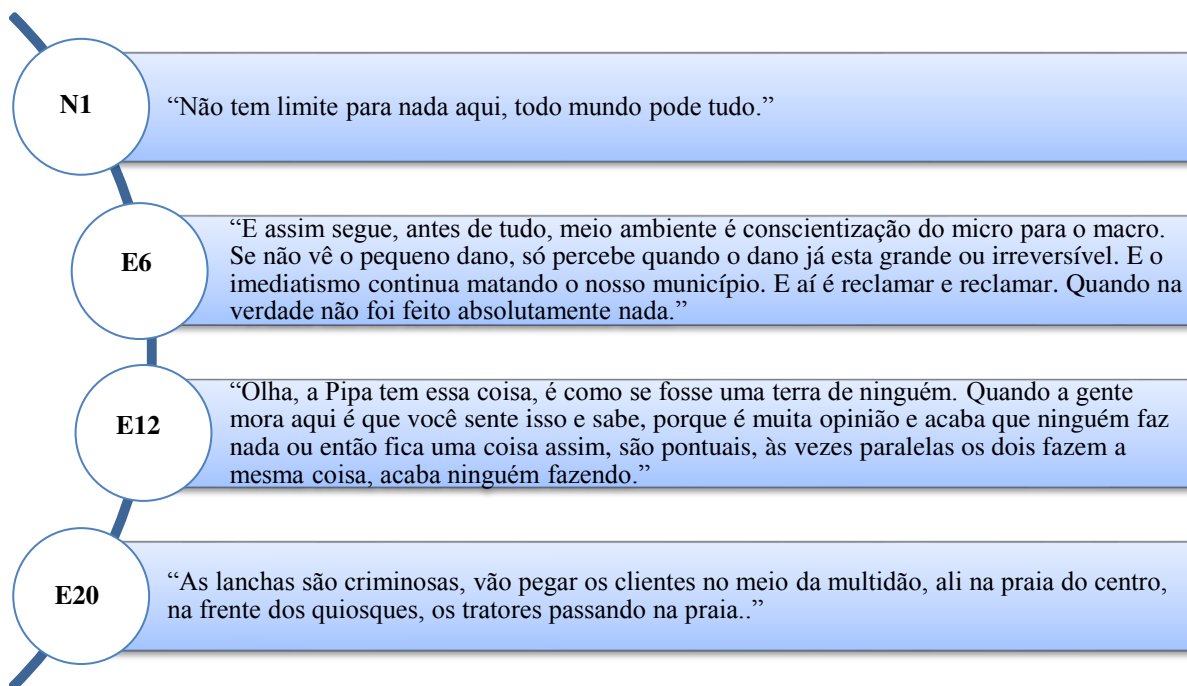 N1
“Não tem limite para nada aqui, todo mundo pode tudo.”
E6
“E assim segue, antes de tudo, meio ambiente é conscientização do micro para o macro.
Se não vê o pequeno dano, só percebe quando o dano já esta grande ou irreversível. E o
imediatismo continua matando o nosso município. E aí é reclamar e reclamar. Quando na
verdade não foi feito absolutamente nada.”
E12
“Olha, a Pipa tem essa coisa, é como se fosse uma terra de ninguém. Quando a gente
mora aqui é que você sente isso e sabe, porque é muita opinião e acaba que ninguém faz
nada ou então fica uma coisa assim, são pontuais, às vezes paralelas os dois fazem a
mesma coisa, acaba ninguém fazendo.”
E20
“As lanchas são criminosas, vão pegar os clientes no meio da multidão, ali na praia do centro,
na frente dos quiosques, os tratores passando na praia..”